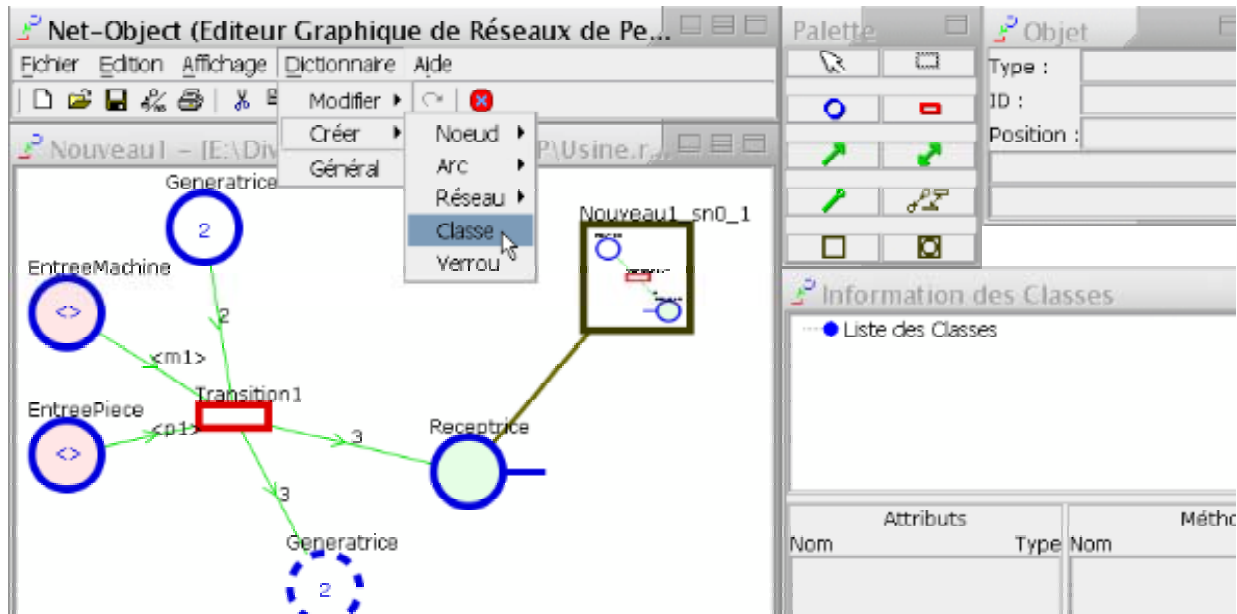 Net-Object (Editeur Graphique de Réseaux de Pe...
Fichier Edition Affichage Dictionnaire Aide
Modifier
Créer
Général
Noeud
Arc
Réseau
Classe
Verrou
Nouveau1 - [E:\Div
P\Usine.r...
Generatrice
2
EntreeMachine
<>
2
<m1>
Transition1
EntreePiece
<>
<p1>
3
Receptrice
3
Generatrice
2
Nouveau1_sn0_1
Palette
Objet
Type :
ID :
Position :
Information des Classes
Liste des Classes
Attributs
Métho
Nom Type
Nom